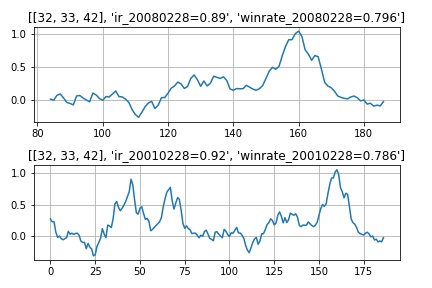 [[32, 33, 42], 'ir_20080228=0.89', 'winrate_20080228=0.796']
1.0
0.5
0.0
80 100 120 140 160 180
[[32, 33, 42], 'ir_20010228=0.92', 'winrate_20010228=0.786']
1.0
0.5
0.0
0 25 50 75 100 125 150 175